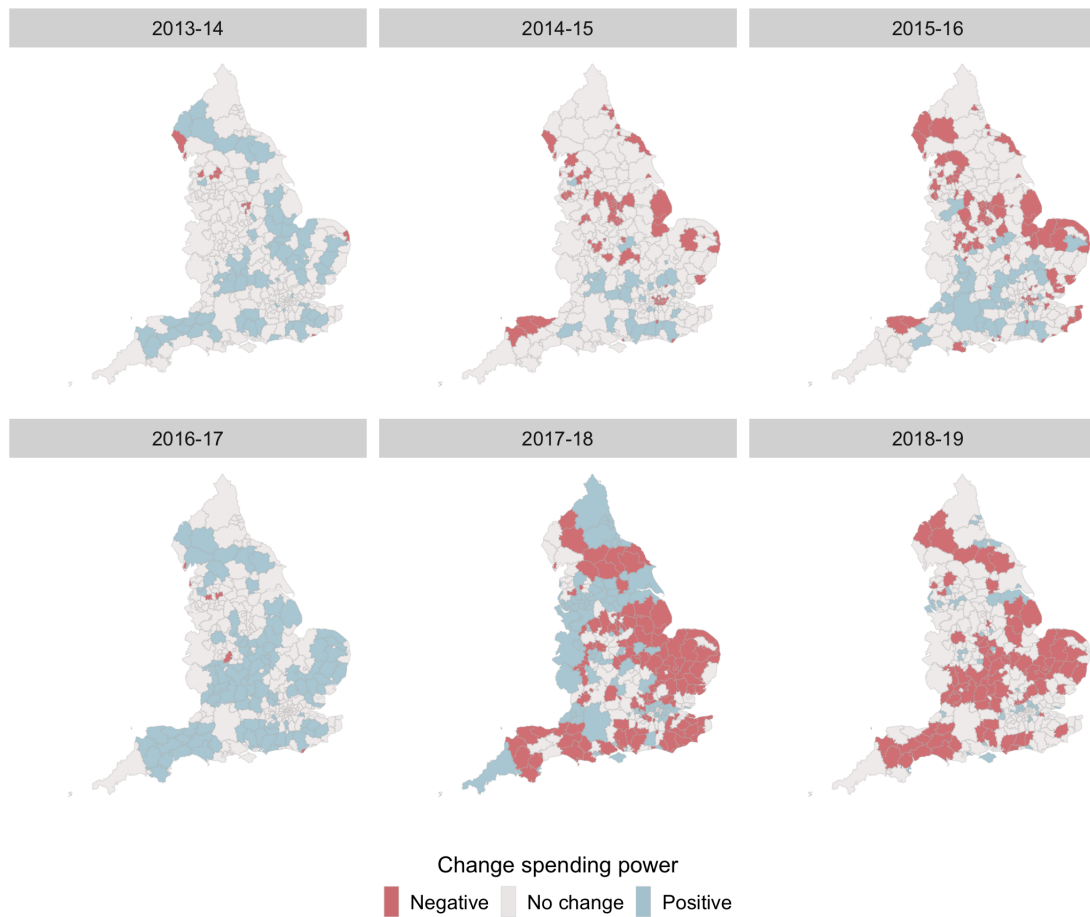 2013-14
2014-15
2015-16
2016-17
2017-18
2018-19
Change spending power
Negative
No change
Positive